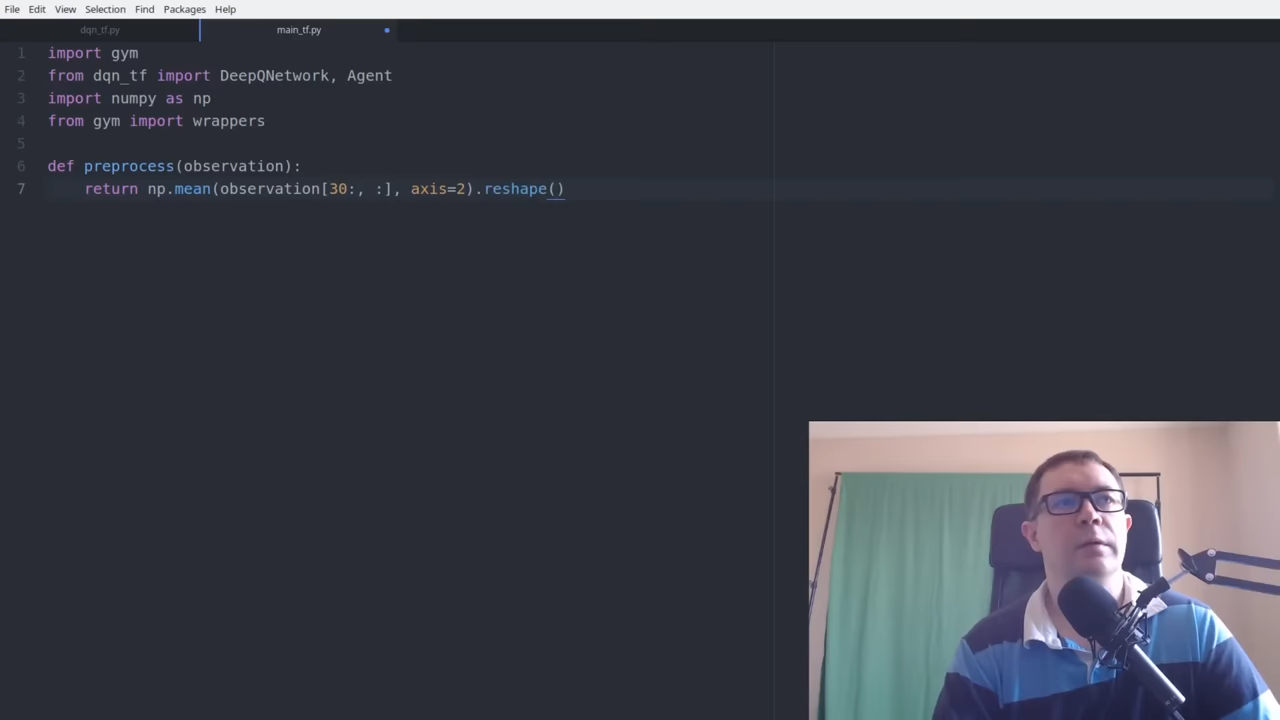 File Edit View Selection Find Packages Help
dqn_tf.py main_tf.py
1 import gym
2 from dqn_tf import DeepQNetwork, Agent
3 import numpy as np
4 from gym import wrappers
5
6 def preprocess(observation):
7 return np.mean(observation[30:, :], axis=2).reshape()